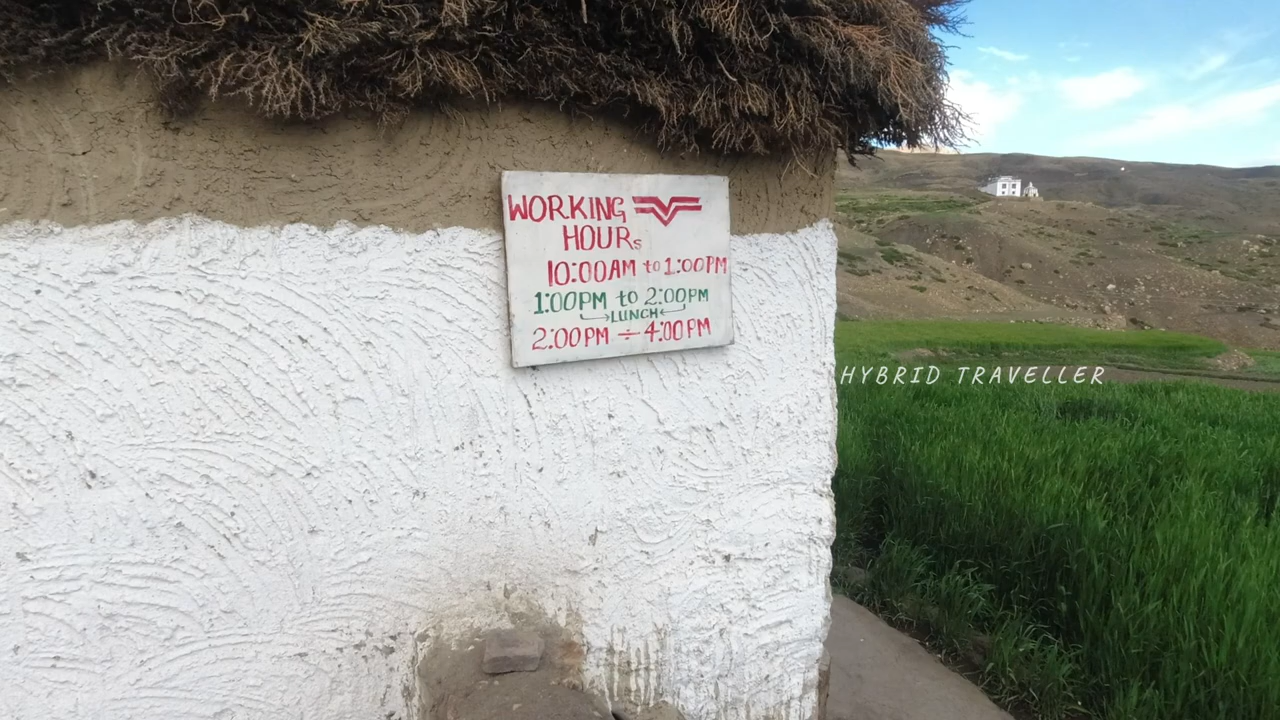 WORKING
HOURs
10:00AM to 1:00PM
1:00PM to 2:00PM
LUNCH
2:00PM ÷ 4:00PM
HYBRID TRAVELLER